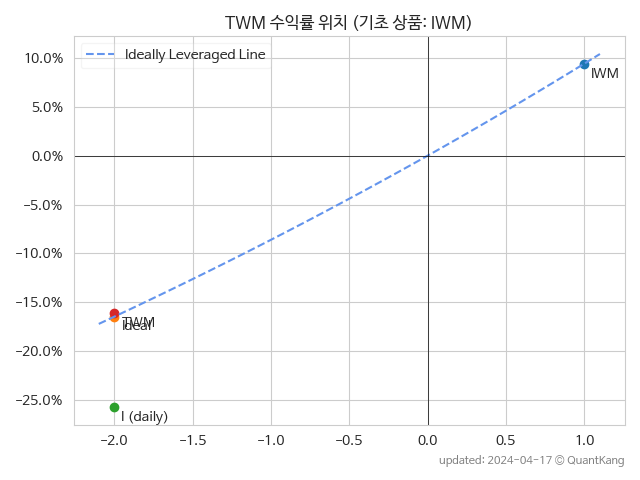 TWM 수익률 위치 (기초 상품: IWM)
Ideally Leveraged Line
10.0%
5.0%
0.0%
−5.0%
−10.0%
−15.0%
−20.0%
−25.0%
IWM
TWM
Ideal
I (daily)
−2.0 −1.5 −1.0 −0.5 0.0 0.5 1.0
updated: 2024-04-17 © QuantKang